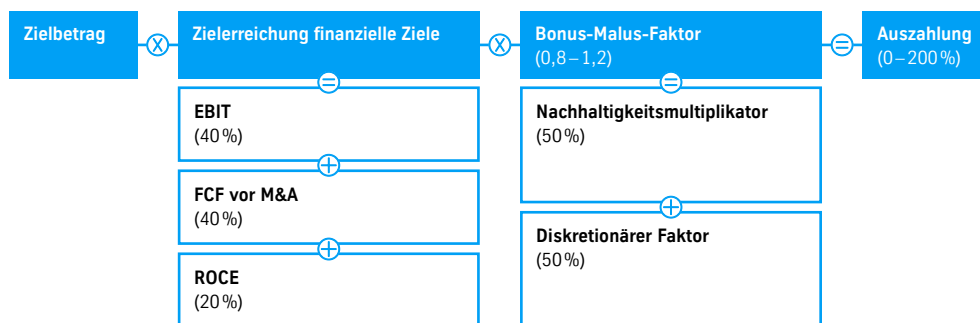 Zielbetrag
Zielerreichung finanzielle Ziele
Bonus-Malus-Faktor
(0,8–1,2)
Auszahlung
(0–200%)
EBIT
(40%)
FCF vor M&A
(40%)
ROCE
(20%)
Nachhaltigkeitsmultiplikator
(50%)
Diskretionärer Faktor
(50%)